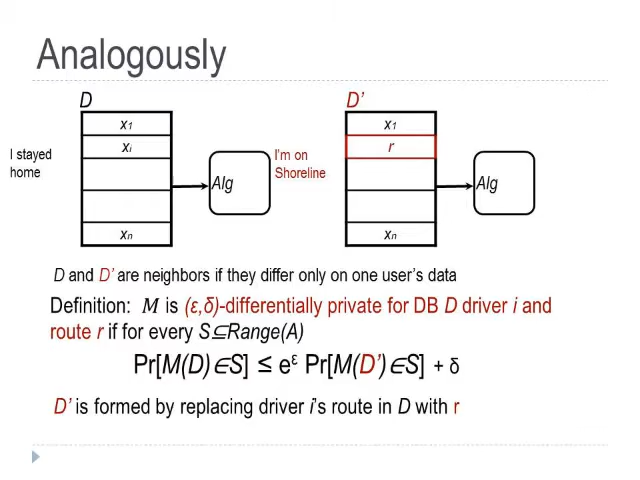 Analogously
D
D’
x1
x1
I stayed
home
xi
I'm on
Shoreline
r
Alg
Alg
xn
xn
D and D’ are neighbors if they differ only on one user’s data
Definition: M is (ε,δ)-differentially private for DB D driver i and
route r if for every S⊆Range(A)
Pr[M(D)∈S] ≤ eε Pr[M(D’)∈S] + δ
D’ is formed by replacing driver i’s route in D with r